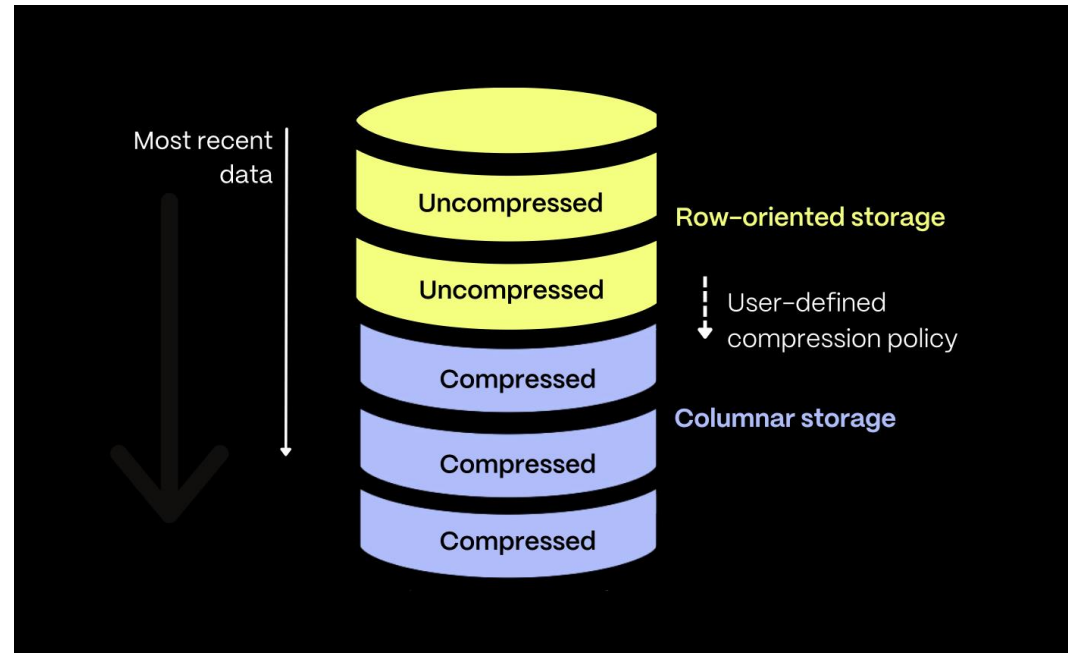 Most recent
data
Uncompressed
Row-oriented storage
Uncompressed
User-defined
compression policy
Compressed
Columnar storage
Compressed
Compressed